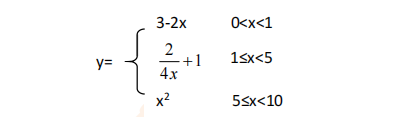 3-2x 0<x<1
y= { 2/4x +1 1≤x<5
x² 5≤x<10